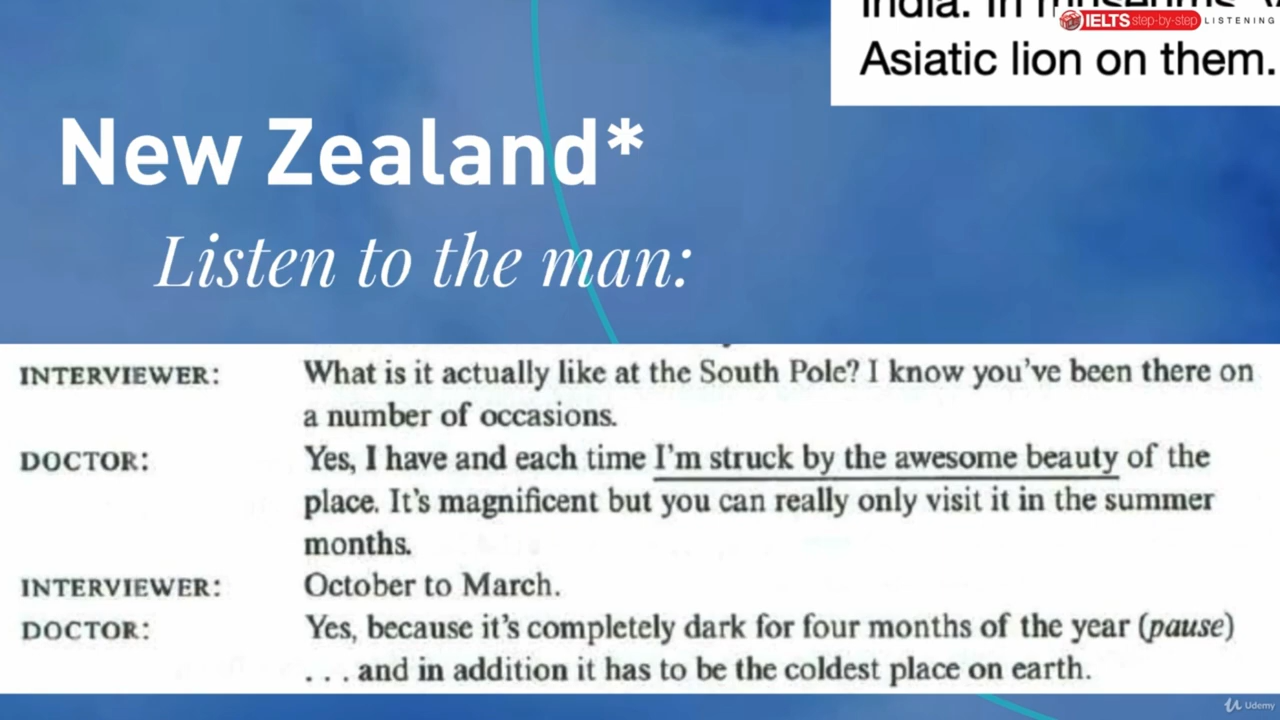 India. In museums,
IELTS step-by-step LISTENING
Asiatic lion on them.
New Zealand*
Listen to the man:
INTERVIEWER: What is it actually like at the South Pole? I know you've been there on
a number of occasions.
DOCTOR: Yes, I have and each time I'm struck by the awesome beauty of the
place. It's magnificent but you can really only visit it in the summer
months.
INTERVIEWER: October to March.
DOCTOR: Yes, because it's completely dark for four months of the year (pause)
. . . and in addition it has to be the coldest place on earth.
Udemy